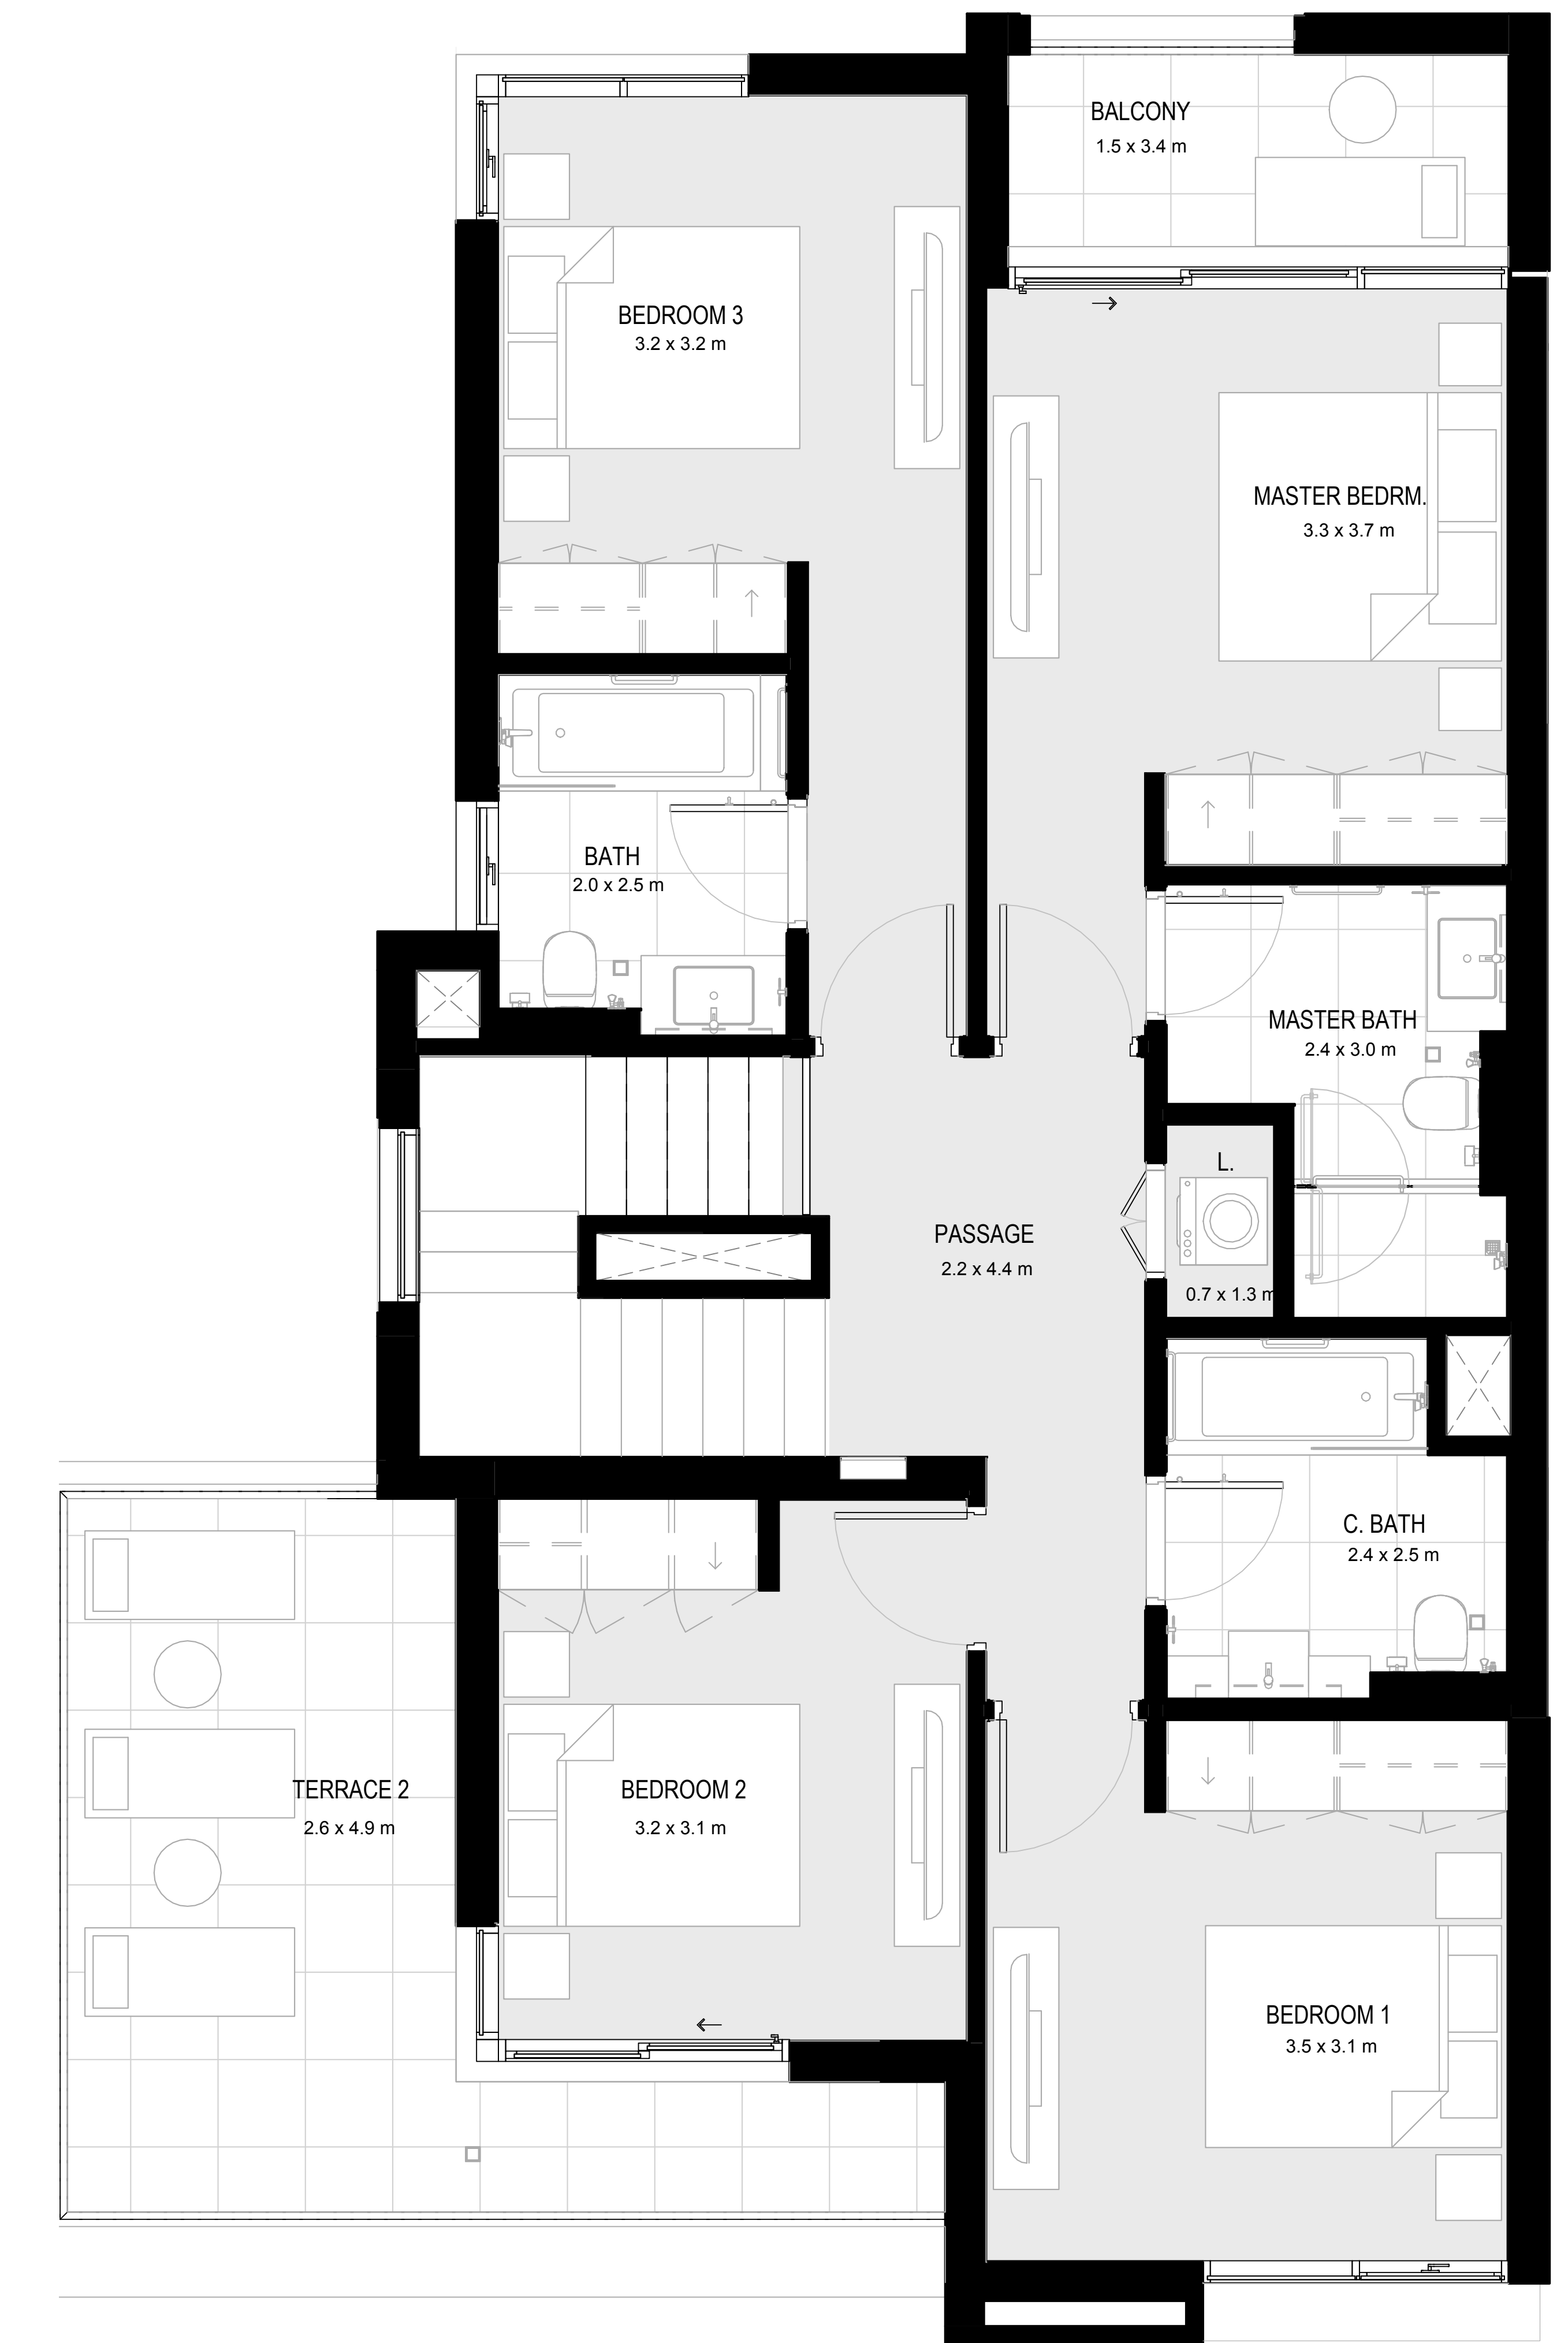 BALCONY
1.5 x 3.4 m
BEDROOM 3
3.2 x 3.2 m
MASTER BEDRM.
3.3 x 3.7 m
BATH
2.0 x 2.5 m
MASTER BATH
2.4 x 3.0 m
L.
0.7 x 1.3 m
PASSAGE
2.2 x 4.4 m
C. BATH
2.4 x 2.5 m
TERRACE 2
2.6 x 4.9 m
BEDROOM 2
3.2 x 3.1 m
BEDROOM 1
3.5 x 3.1 m